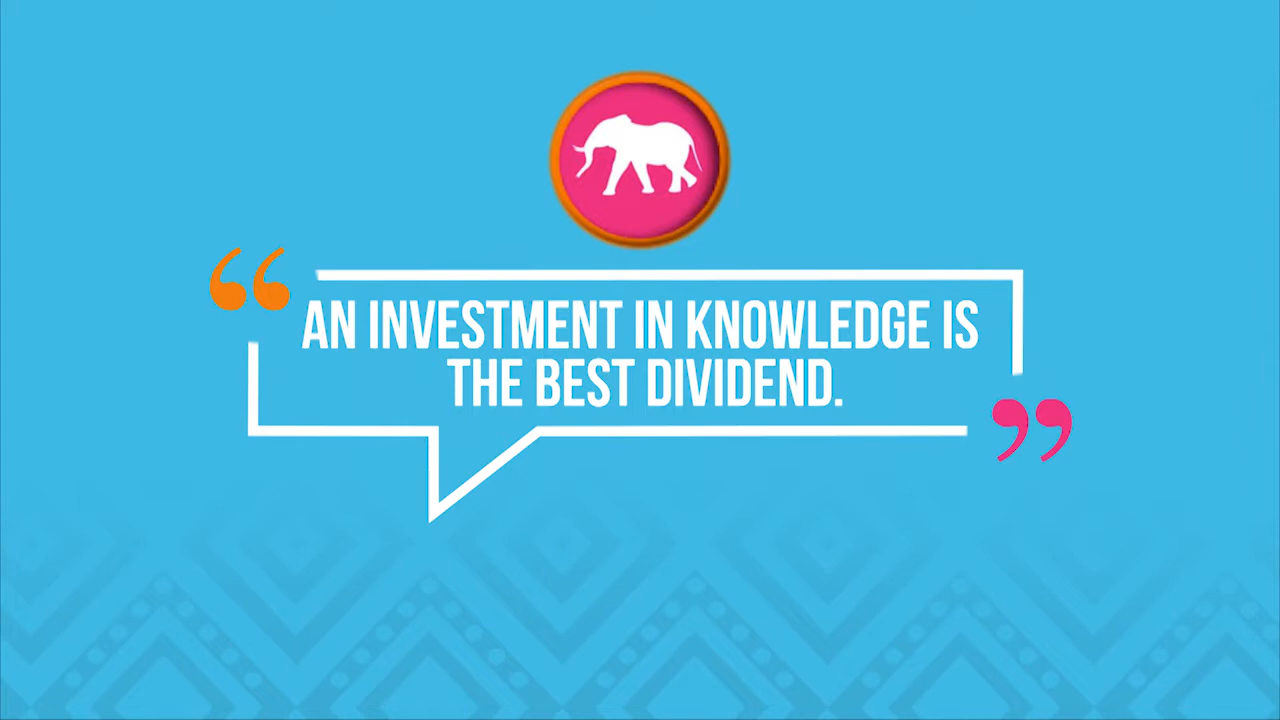 “AN INVESTMENT IN KNOWLEDGE IS
THE BEST DIVIDEND.”